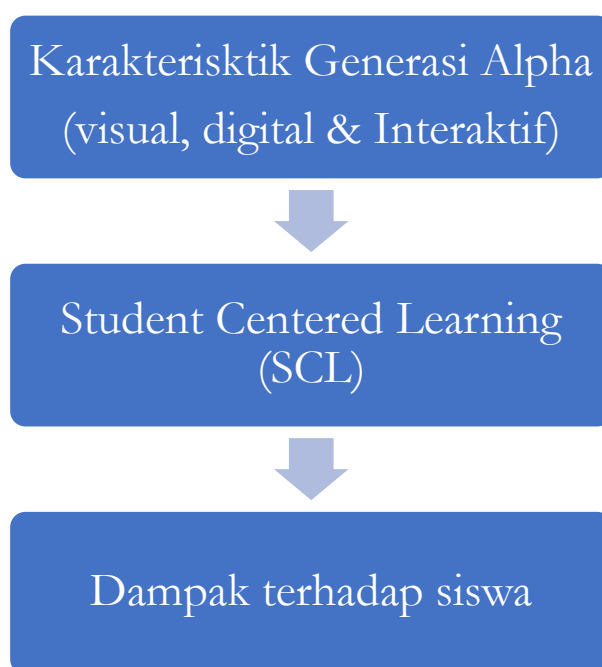 Karakterisktik Generasi Alpha
(visual, digital & Interaktif)
Student Centered Learning
(SCL)
Dampak terhadap siswa